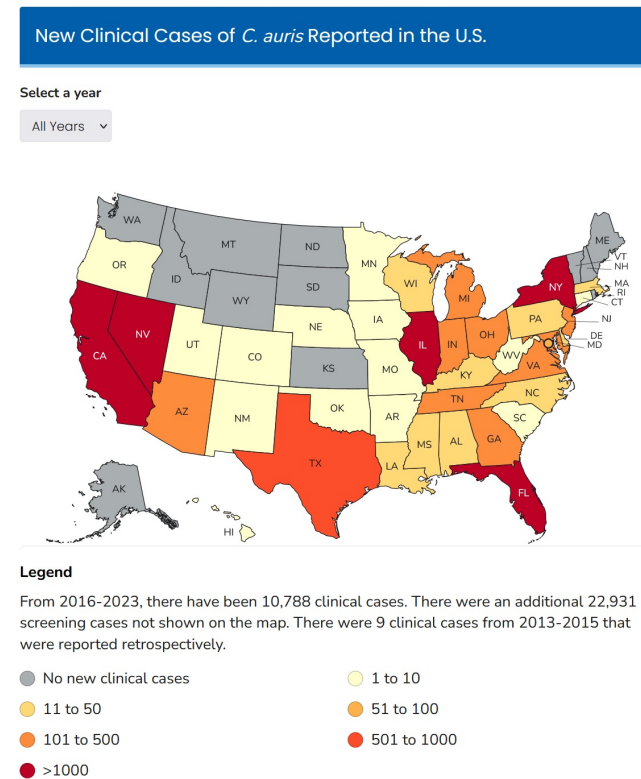 New Clinical Cases of C. auris Reported in the U.S.
Select a year
All Years
WA
MT
ND
MN
ME
VT
NH
OR
ID
SD
WI
MI
NY
MA
RI
CT
WY
IA
PA
NJ
NE
IL
IN
OH
DE
MD
NV
UT
CO
KS
MO
KY
WV
VA
CA
AZ
NM
OK
AR
TN
NC
SC
TX
LA
MS
AL
GA
FL
AK
HI
Legend
From 2016-2023, there have been 10,788 clinical cases. There were an additional 22,931
screening cases not shown on the map. There were 9 clinical cases from 2013-2015 that
were reported retrospectively.
No new clinical cases
1 to 10
11 to 50
51 to 100
101 to 500
501 to 1000
>1000